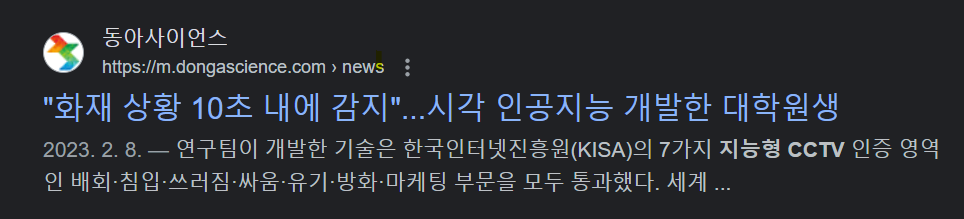 동아사이언스
https://m.dongascience.com › news
"화재 상황 10초 내에 감지"...시각 인공지능 개발한 대학원생
2023. 2. 8. — 연구팀이 개발한 기술은 한국인터넷진흥원(KISA)의 7가지 지능형 CCTV 인증 영역
인 배회·침입·쓰러짐·싸움·유기·방화·마케팅 부문을 모두 통과했다. 세계 ...